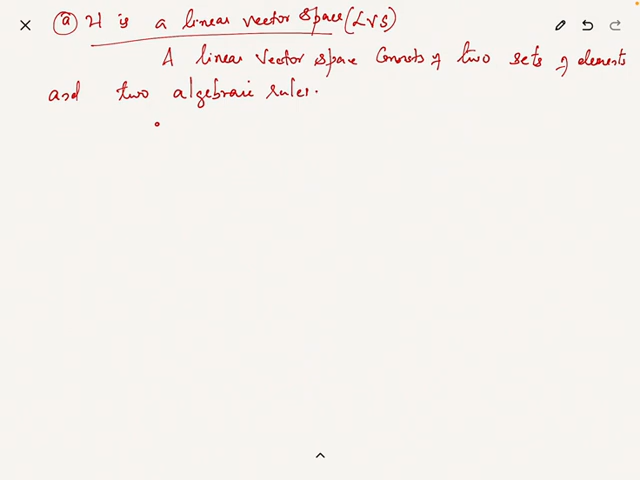 (a) H is a linear vector space (LVS)
A linear vector space consists of two sets of elements
and two algebraic rules.